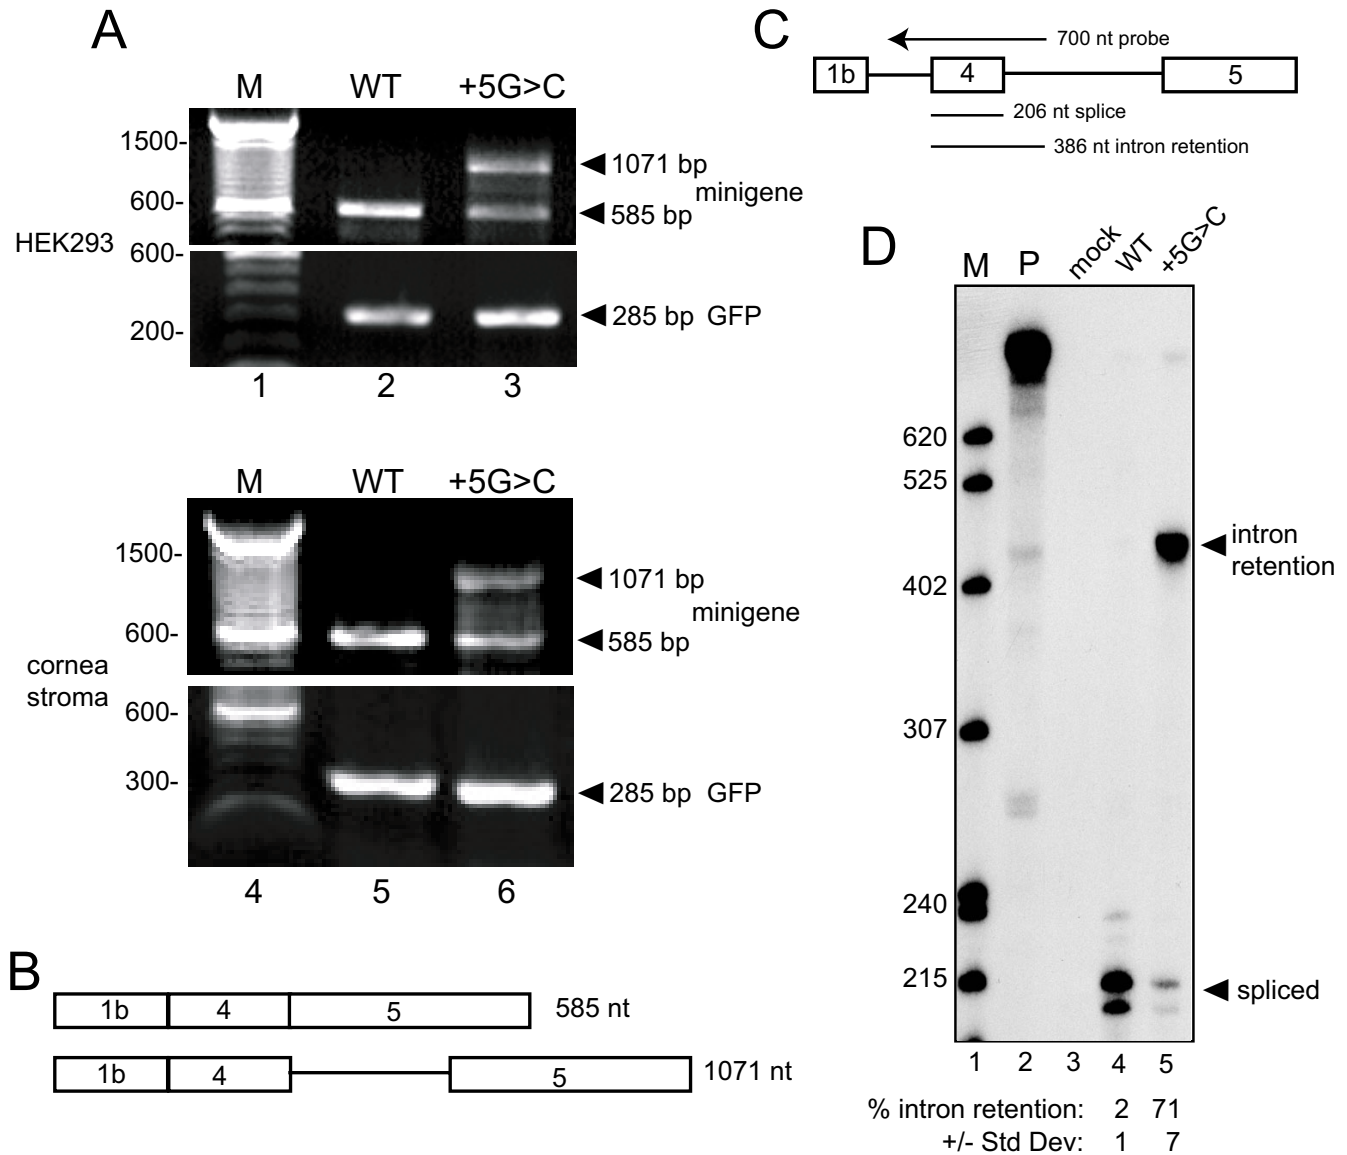 A
M WT +5G>C
1500-
1071 bp
minigene
600-
585 bp
HEK293
600-
285 bp GFP
200-
1 2 3
M WT +5G>C
1500-
1071 bp
minigene
600-
585 bp
cornea
stroma
600-
300-
285 bp GFP
4 5 6
B
1b 4 5 585 nt
1b 4 5 1071 nt
C
700 nt probe
1b 4 5
206 nt splice
386 nt intron retention
D
M P mock WT +5G>C
620
525
intron
retention
402
307
240
215
spliced
1 2 3 4 5
% intron retention: 2 71
+/- Std Dev: 1 7